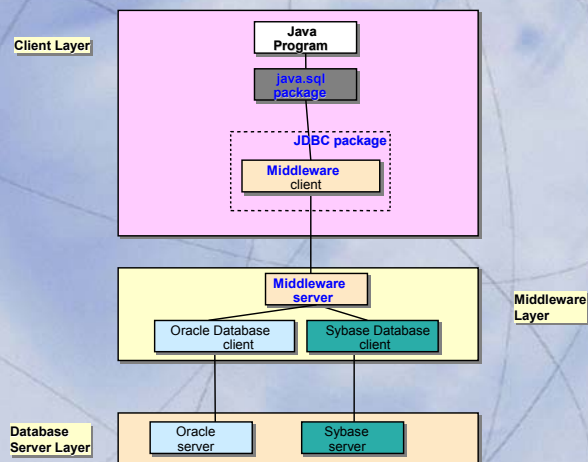 Client Layer
Java
Program
java.sql
package
JDBC package
Middleware
client
Middleware
server
Middleware
Layer
Oracle Database
client
Sybase Database
client
Database
Server Layer
Oracle
server
Sybase
server